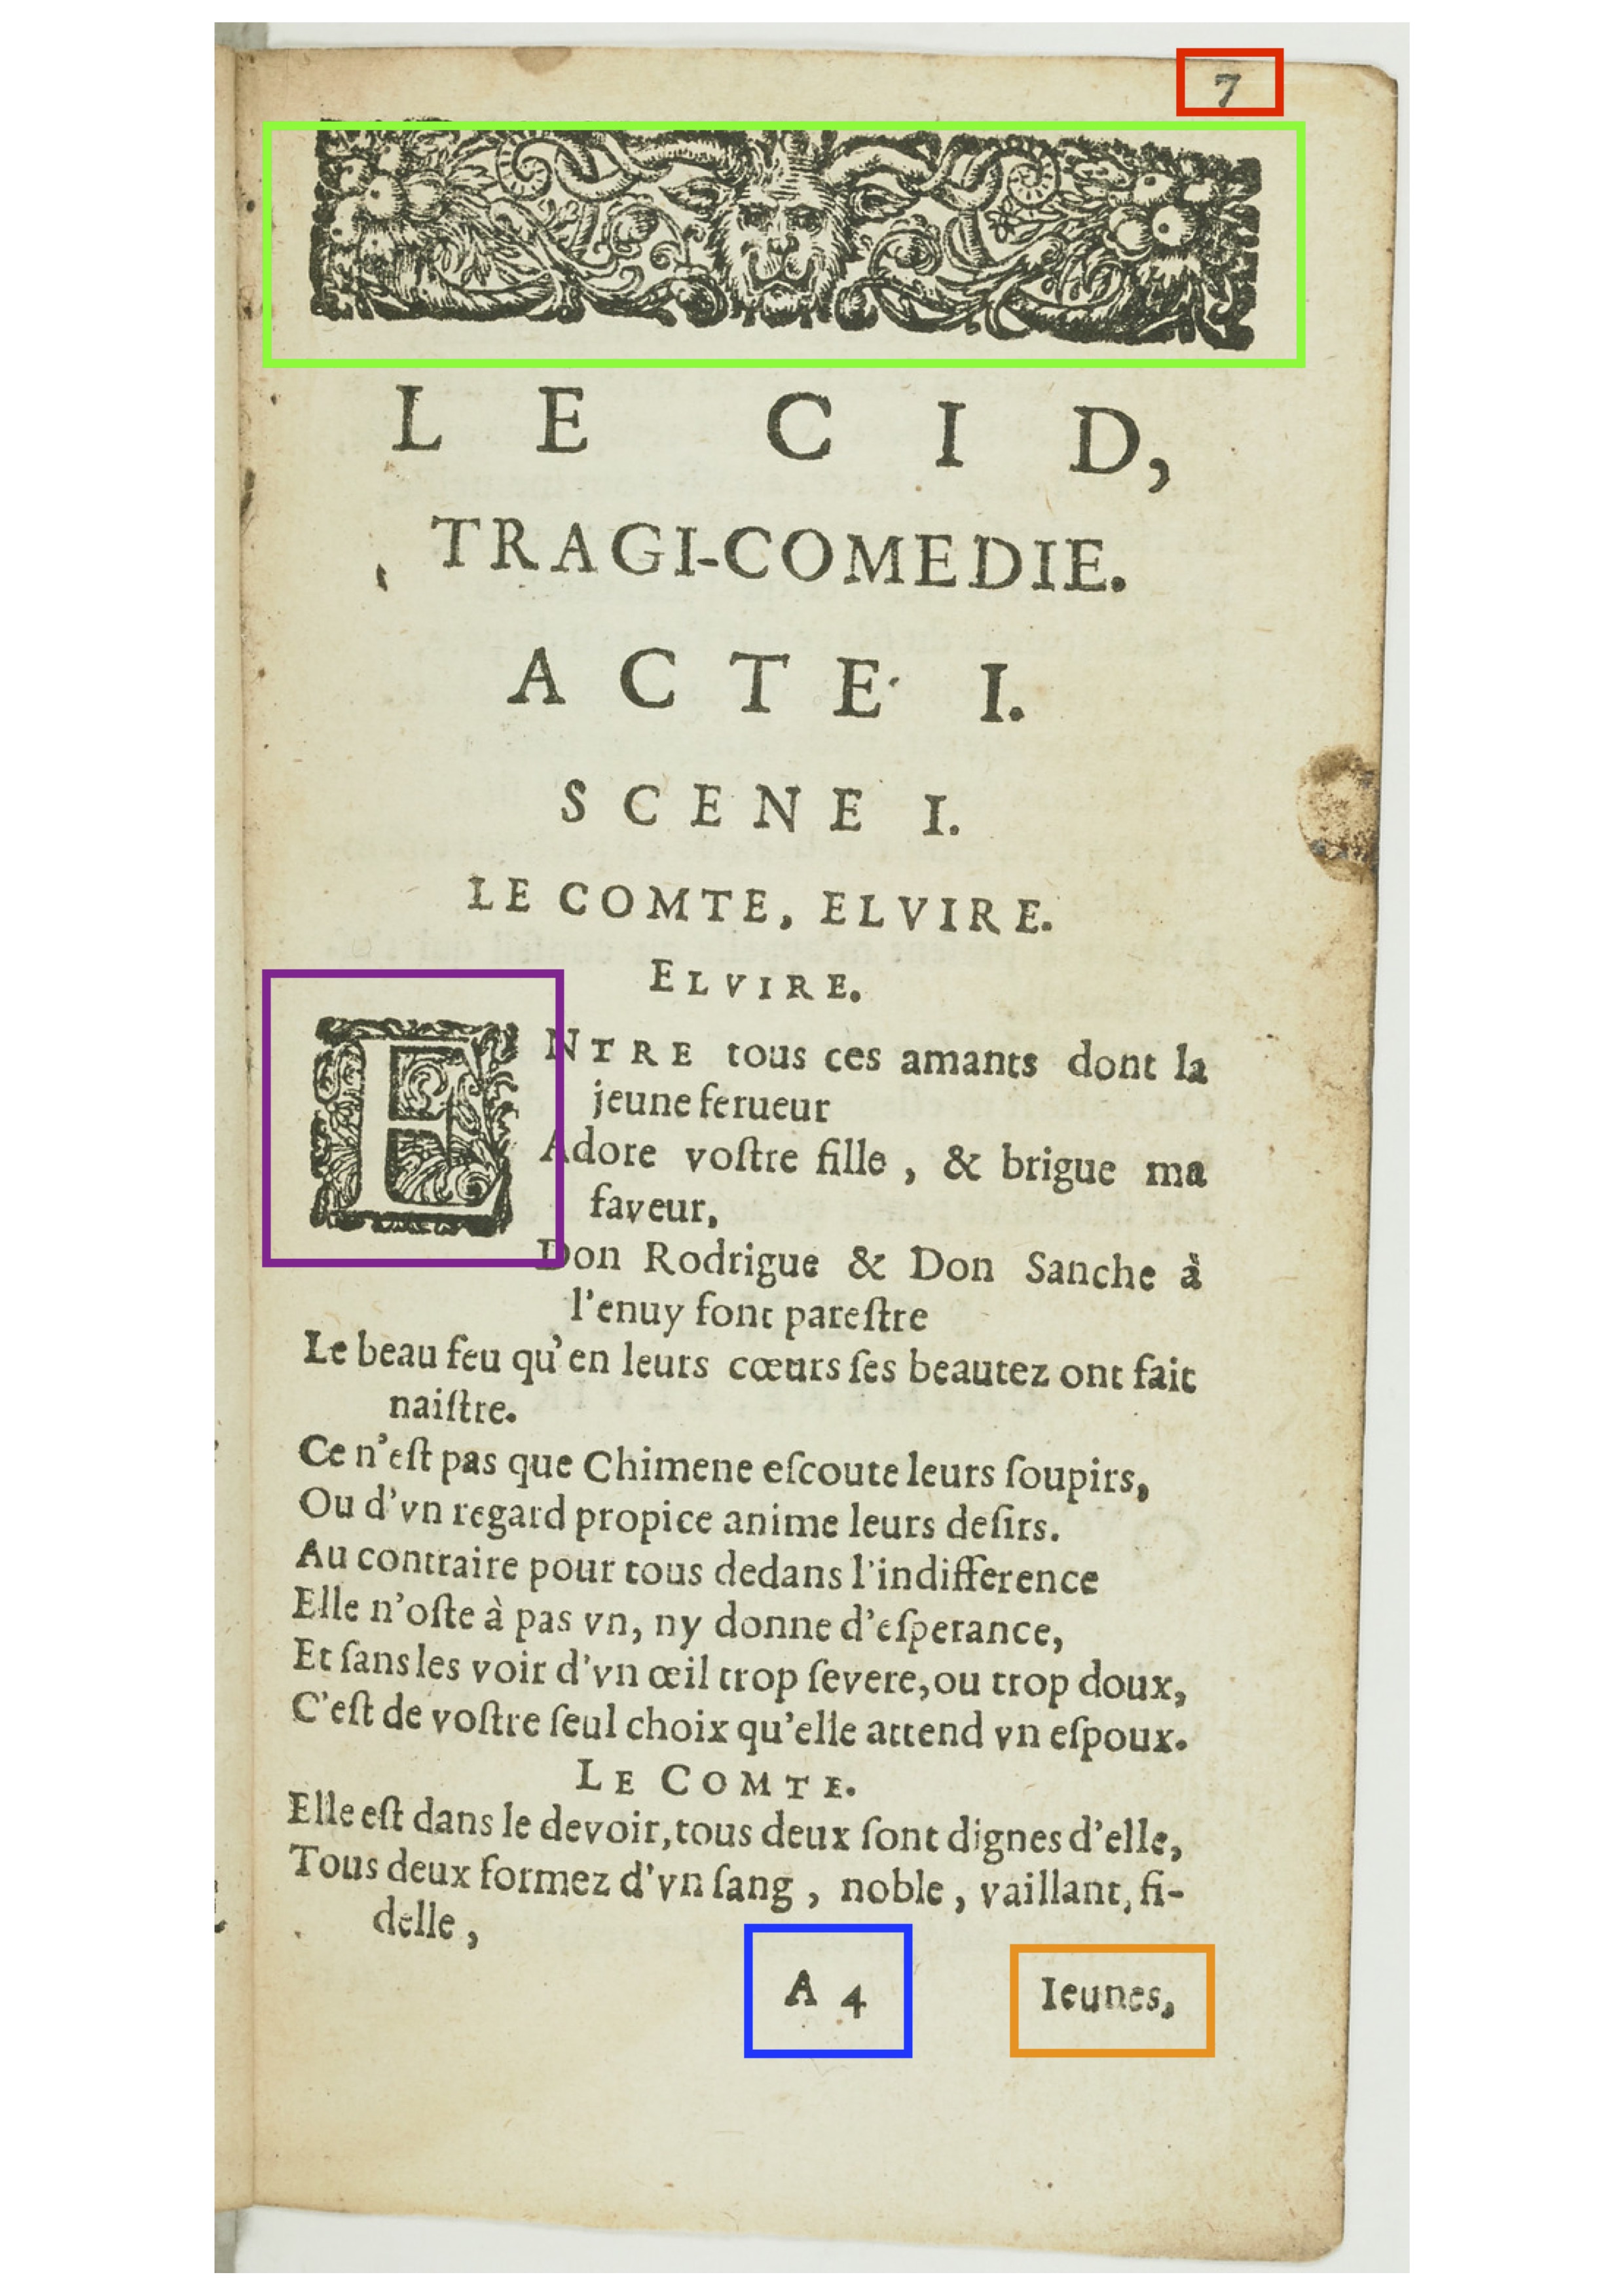 7
LE CID,
TRAGI-COMEDIE.
ACTE I.
SCENE I.
LE COMTE, ELVIRE.
ELVIRE.
ENTRE tous ces amants dont la
jeune ferueur
Adore voſtre fille, & brigue ma
faveur,
Don Rodrigue & Don Sanche à
l'enuy font pareſtre
Le beau feu qu'en leurs cœurs ſes beautez ont fait
naiſtre.
Ce n'eſt pas que Chimene eſcoute leurs ſoupirs,
Ou d'vn regard propice anime leurs deſirs.
Au contraire pour tous dedans l'indifference
Elle n'oſte à pas vn, ny donne d'eſperance,
Et ſans les voir d'vn œil trop ſevere, ou trop doux,
C'eſt de voſtre ſeul choix qu'elle attend vn eſpoux.
LE COMTE.
Elle eſt dans le devoir, tous deux ſont dignes d'elle,
Tous deux formez d'vn ſang, noble, vaillant, fi-
delle,
A 4 Ieunes,